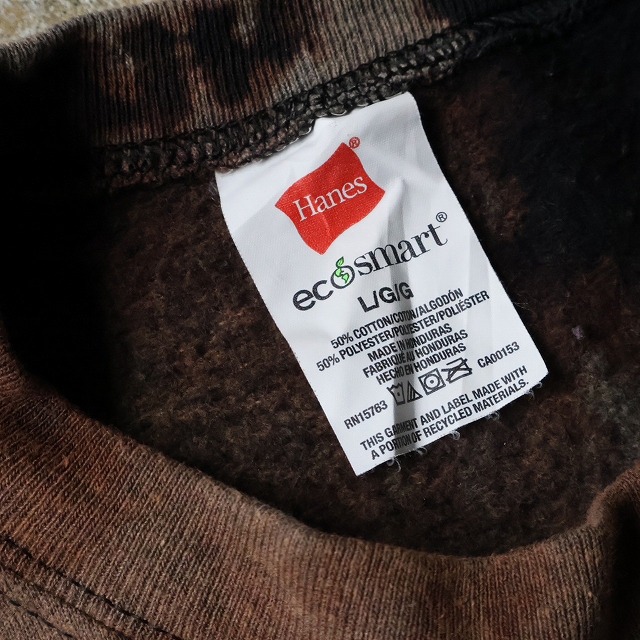 Hanes®
ecosmart®
L/G/G
50% COTTON/COTON/ALGODÓN
50% POLYESTER/POLYESTER/POLIÉSTER
MADE IN HONDURAS
FABRIQUÉ AU HONDURAS
HECHO EN HONDURAS
RN15763 CA00153
THIS GARMENT AND LABEL MADE WITH
A PORTION OF RECYCLED MATERIALS.